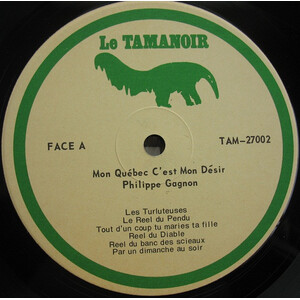 Le TAMANOIR
FACE A
TAM-27002
Mon Québec C'est Mon Désir
Philippe Gagnon
Les Turluteuses
Le Reel du Pendu
Tout d'un coup tu maries ta fille
Reel du Diable
Reel du banc des scieaux
Par un dimanche au soir